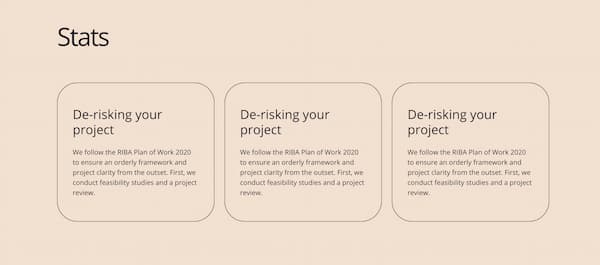 Stats
De-risking your
project
We follow the RIBA Plan of Work 2020
to ensure an orderly framework and
project clarity from the outset. First, we
conduct feasibility studies and a project
review.
De-risking your
project
We follow the RIBA Plan of Work 2020
to ensure an orderly framework and
project clarity from the outset. First, we
conduct feasibility studies and a project
review.
De-risking your
project
We follow the RIBA Plan of Work 2020
to ensure an orderly framework and
project clarity from the outset. First, we
conduct feasibility studies and a project
review.